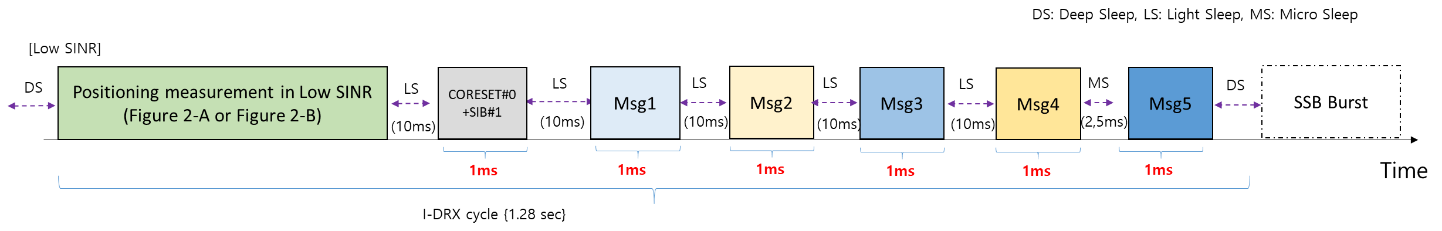 DS: Deep Sleep, LS: Light Sleep, MS: Micro Sleep
[Low SINR]
DS
Positioning measurement in Low SINR
(Figure 2-A or Figure 2-B)
LS
(10ms)
CORESET#0
+SIB#1
LS
(10ms)
Msg1
LS
(10ms)
Msg2
LS
(10ms)
Msg3
LS
(10ms)
Msg4
MS
(2,5ms)
Msg5
DS
SSB Burst
1ms
1ms
1ms
1ms
1ms
1ms
Time
I-DRX cycle {1.28 sec}